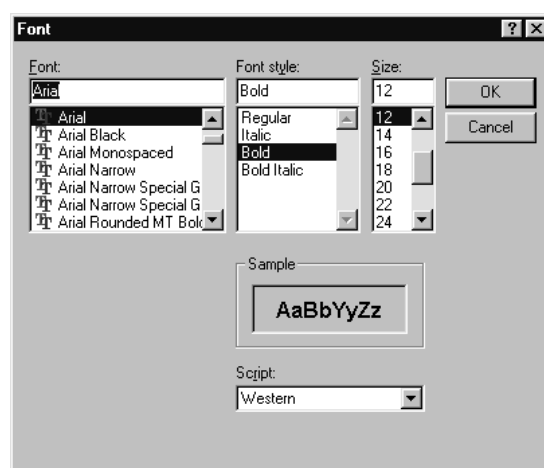 Font
Font:
Font style:
Size:
Arial
Bold
12
OK
Cancel
Arial
Arial Black
Arial Monospaced
Arial Narrow
Arial Narrow Special G
Arial Narrow Special G
Arial Rounded MT Bold
Regular
Italic
Bold
Bold Italic
12
14
16
18
20
22
24
Sample
AaBbYyZz
Script:
Western